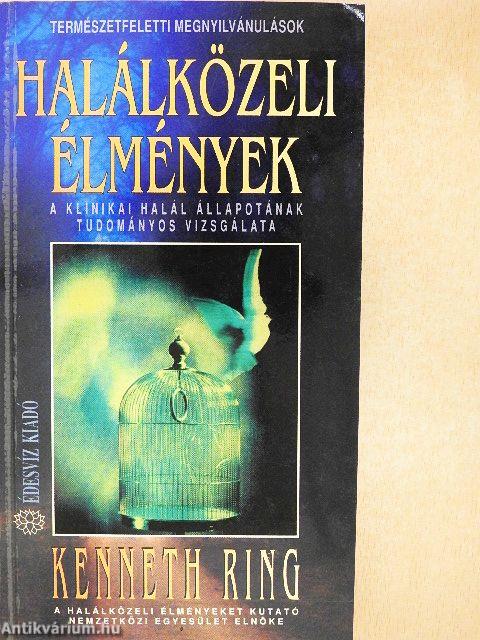 TERMÉSZETFELETTI MEGNYILVÁNULÁSOK
HALÁLKÖZELI
ÉLMÉNYEK
A KLINIKAI HALÁL ÁLLAPOTÁNAK
TUDOMÁNYOS VIZSGÁLATA
ÉDESVÍZ KIADÓ
KENNETH RING
A HALÁLKÖZELI ÉLMÉNYEKET KUTATÓ
NEMZETKÖZI EGYESÜLET ELNÖKE
Antikvárium.hu